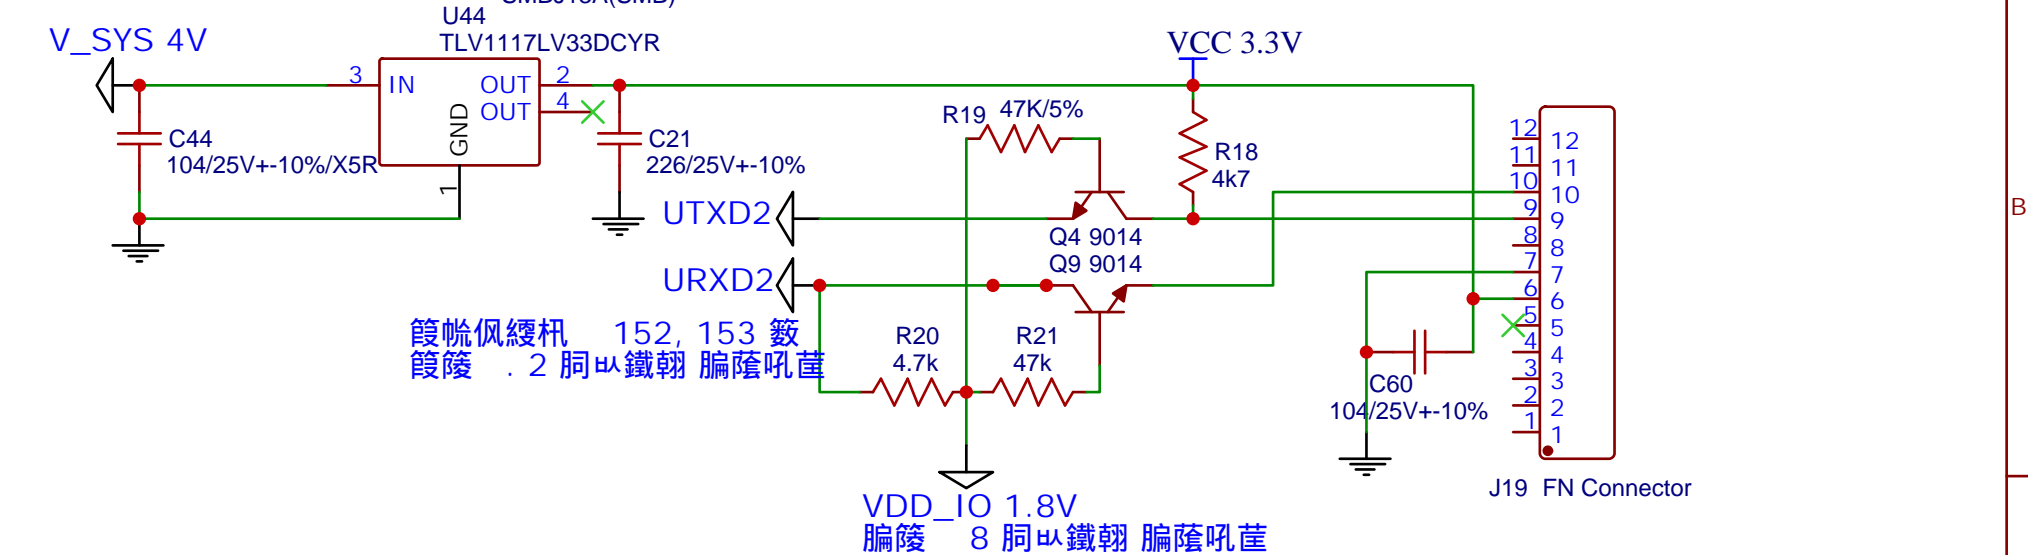 U44
TLV1117LV33DCYR
V_SYS 4V
VCC 3.3V
3
IN
OUT
2
OUT
4
GND
1
C44
104/25V+-10%/X5R
C21
226/25V+-10%
R19
47K/5%
R18
4k7
UTXD2
Q4 9014
Q9 9014
URXD2
152, 153
. 2
R20
4.7k
R21
47k
C60
104/25V+-10%
12
12
11
11
10
10
9
9
8
8
7
7
6
6
5
5
4
4
3
3
2
2
1
1
J19 FN Connector
VDD_IO 1.8V
8
B